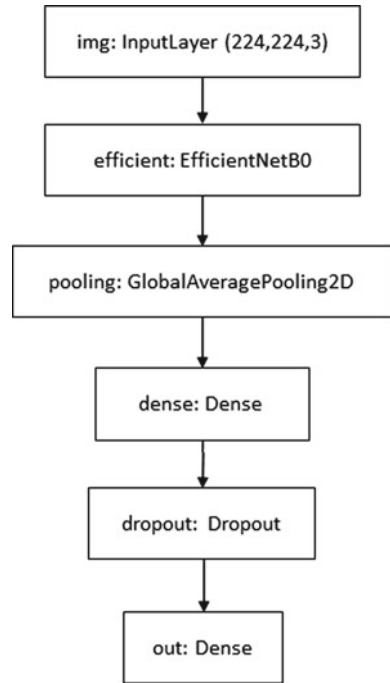 img: InputLayer (224,224,3)
efficient: EfficientNetB0
pooling: GlobalAveragePooling2D
dense: Dense
dropout: Dropout
out: Dense